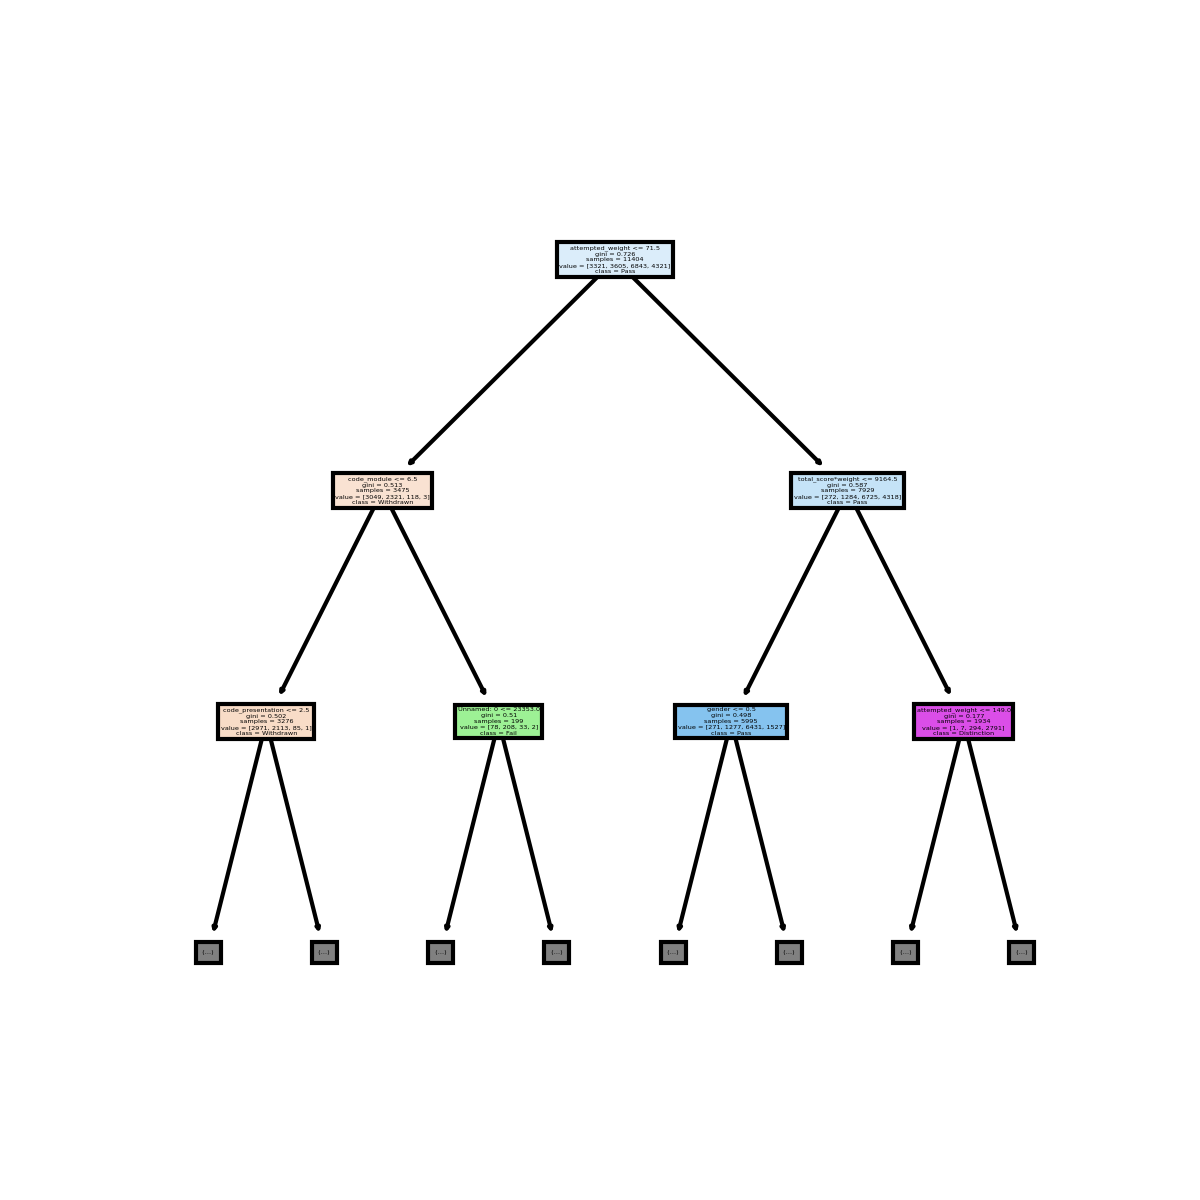 attempted_weight <= 71.5
gini = 0.726
samples = 11404
value = [3321, 3605, 6843, 4321]
class = Pass
code_module <= 6.5
gini = 0.513
samples = 3475
value = [3049, 2321, 118, 3]
class = Withdrawn
total_score*weight <= 9164.5
gini = 0.587
samples = 7929
value = [272, 1284, 6725, 4318]
class = Pass
code_presentation <= 2.5
gini = 0.502
samples = 3276
value = [2971, 2113, 85, 1]
class = Withdrawn
Unnamed: 0 <= 23353.0
gini = 0.51
samples = 199
value = [78, 208, 33, 2]
class = Fail
gender <= 0.5
gini = 0.498
samples = 5995
value = [271, 1277, 6431, 1527]
class = Pass
attempted_weight <= 149.0
gini = 0.177
samples = 1934
value = [1, 7, 294, 2791]
class = Distinction
(...)
(...)
(...)
(...)
(...)
(...)
(...)
(...)